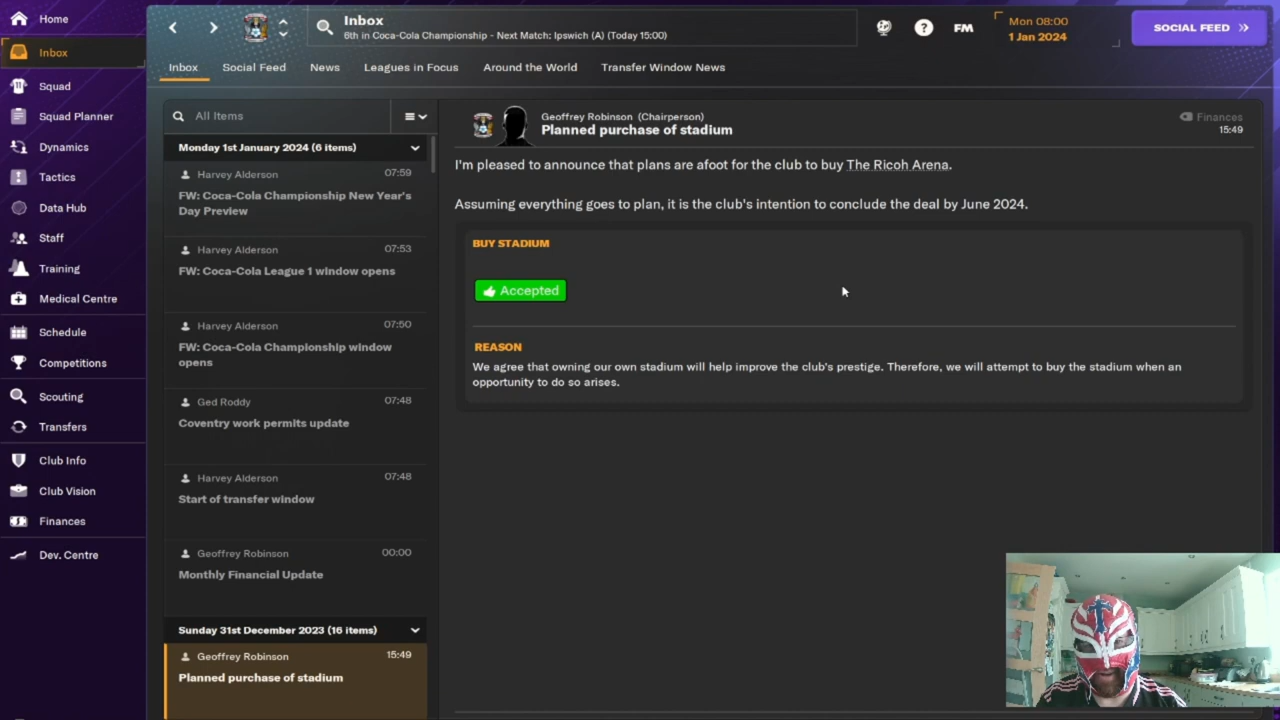 Home
Inbox
Squad
Squad Planner
Dynamics
Tactics
Data Hub
Staff
Training
Medical Centre
Schedule
Competitions
Scouting
Transfers
Club Info
Club Vision
Finances
Dev. Centre
Inbox
6th in Coca-Cola Championship - Next Match: Ipswich (A) (Today 15:00)
?
FM
Mon 08:00
1 Jan 2024
SOCIAL FEED
Inbox Social Feed News Leagues in Focus Around the World Transfer Window News
All Items
Monday 1st January 2024 (6 items)
Harvey Alderson 07:59
FW: Coca-Cola Championship New Year's
Day Preview
Harvey Alderson 07:53
FW: Coca-Cola League 1 window opens
Harvey Alderson 07:50
FW: Coca-Cola Championship window
opens
Ged Roddy 07:48
Coventry work permits update
Harvey Alderson 07:48
Start of transfer window
Geoffrey Robinson 00:00
Monthly Financial Update
Sunday 31st December 2023 (16 items)
Geoffrey Robinson 15:49
Planned purchase of stadium
Geoffrey Robinson (Chairperson)
Planned purchase of stadium
Finances
15:49
I'm pleased to announce that plans are afoot for the club to buy The Ricoh Arena.
Assuming everything goes to plan, it is the club's intention to conclude the deal by June 2024.
BUY STADIUM
Accepted
REASON
We agree that owning our own stadium will help improve the club's prestige. Therefore, we will attempt to buy the stadium when an
opportunity to do so arises.